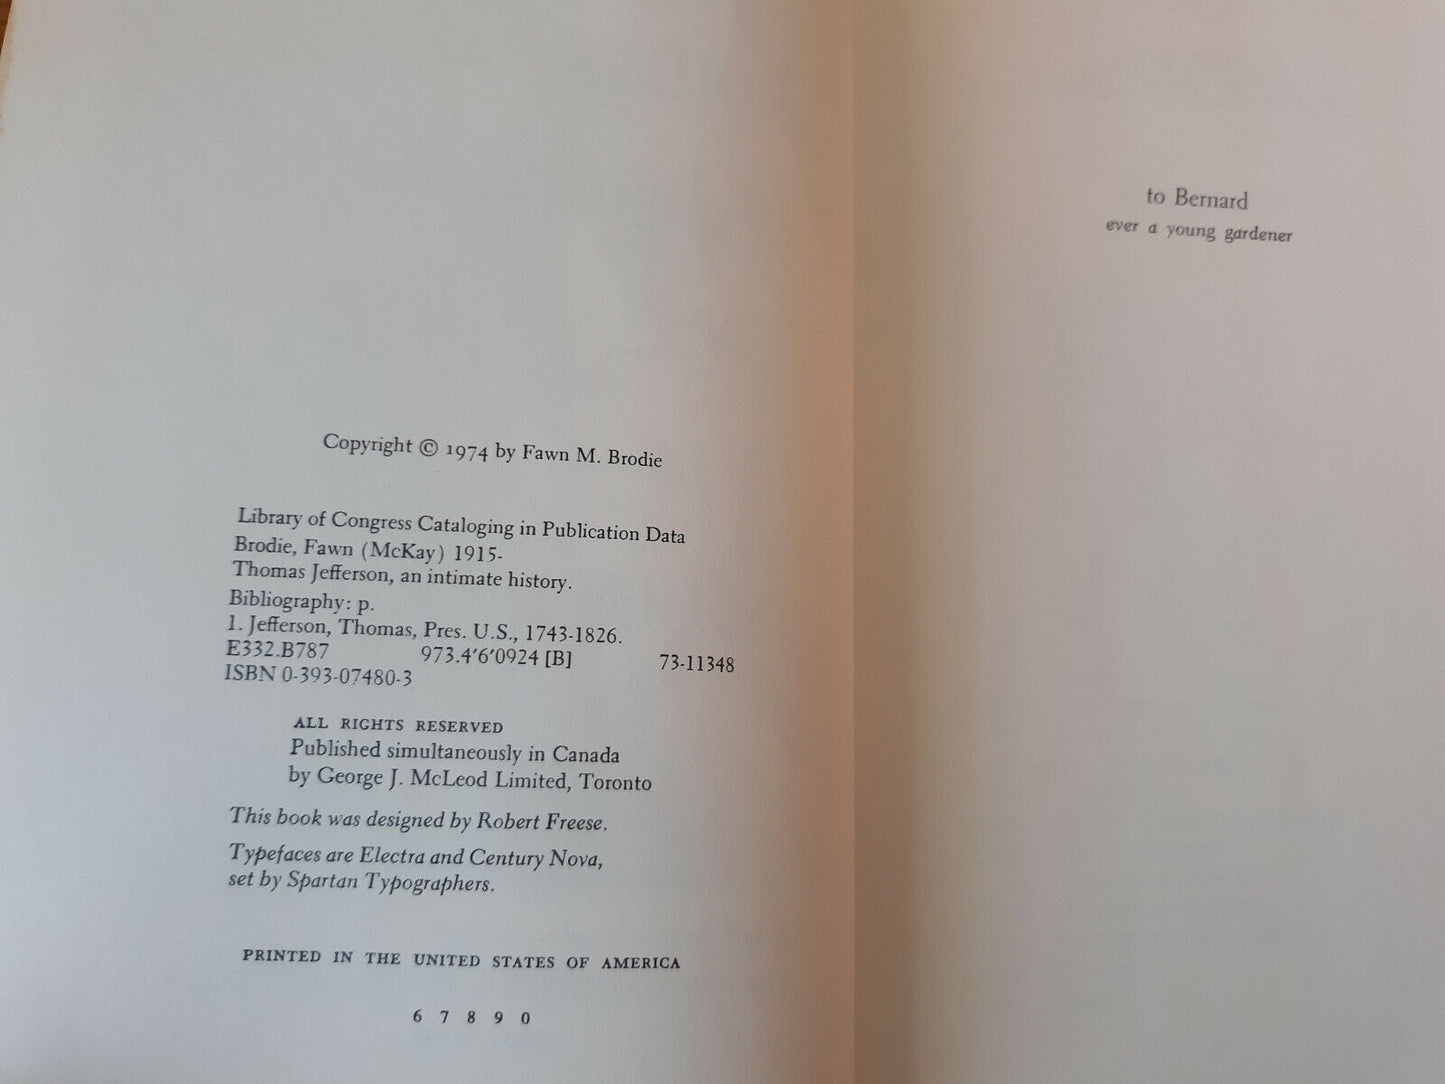 Copyright © 1974 by Fawn M. Brodie
Library of Congress Cataloging in Publication Data
Brodie, Fawn (McKay) 1915-
Thomas Jefferson, an intimate history.
Bibliography: p.
1. Jefferson, Thomas, Pres. U.S., 1743-1826.
E332.B787 973.4′6′0924 [B] 73-11348
ISBN 0-393-07480-3
ALL RIGHTS RESERVED
Published simultaneously in Canada
by George J. McLeod Limited, Toronto
This book was designed by Robert Freese.
Typefaces are Electra and Century Nova,
set by Spartan Typographers.
PRINTED IN THE UNITED STATES OF AMERICA
6 7 8 9 0
to Bernard
ever a young gardener